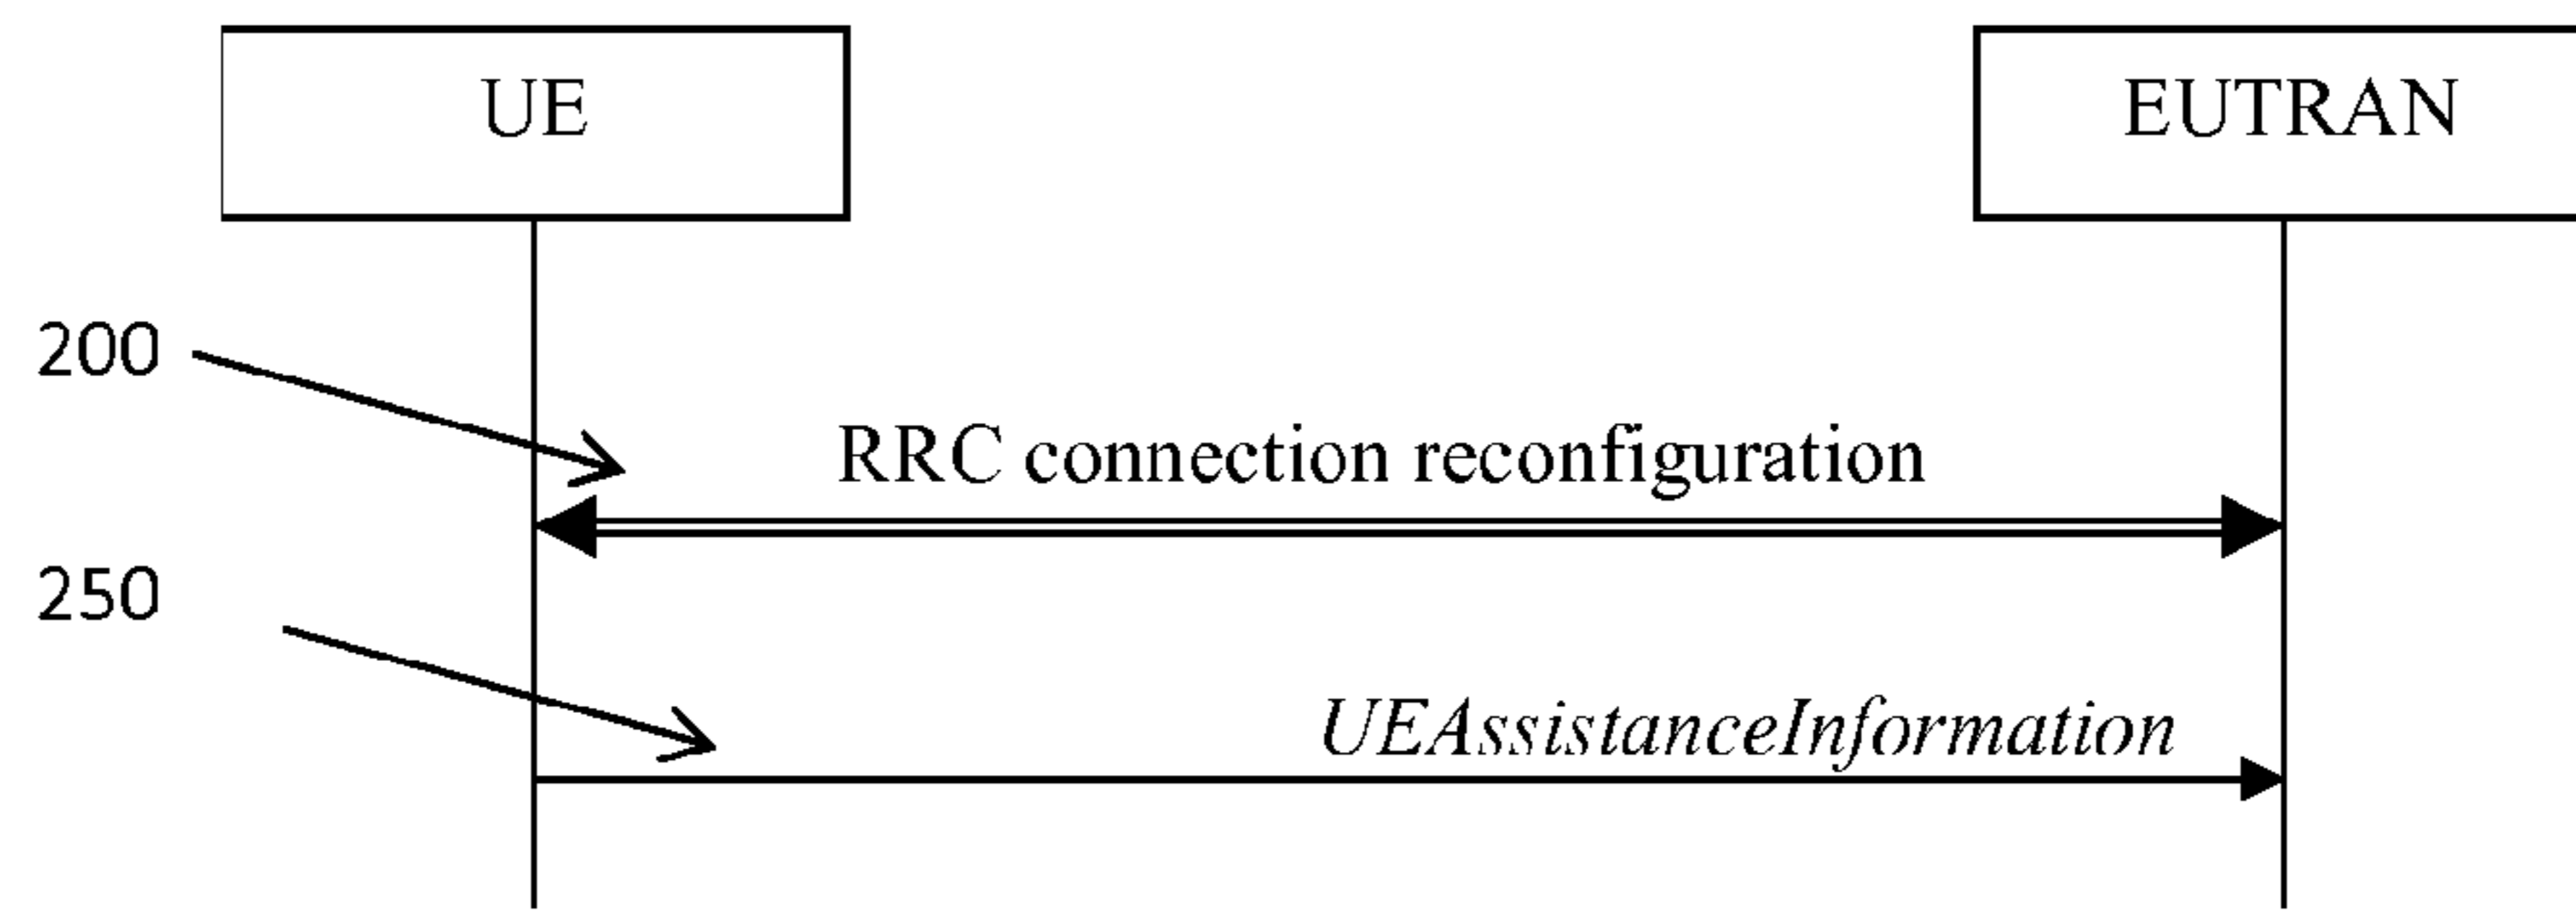 UE
EUTRAN
200
RRC connection reconfiguration
250
UEAssistanceInformation